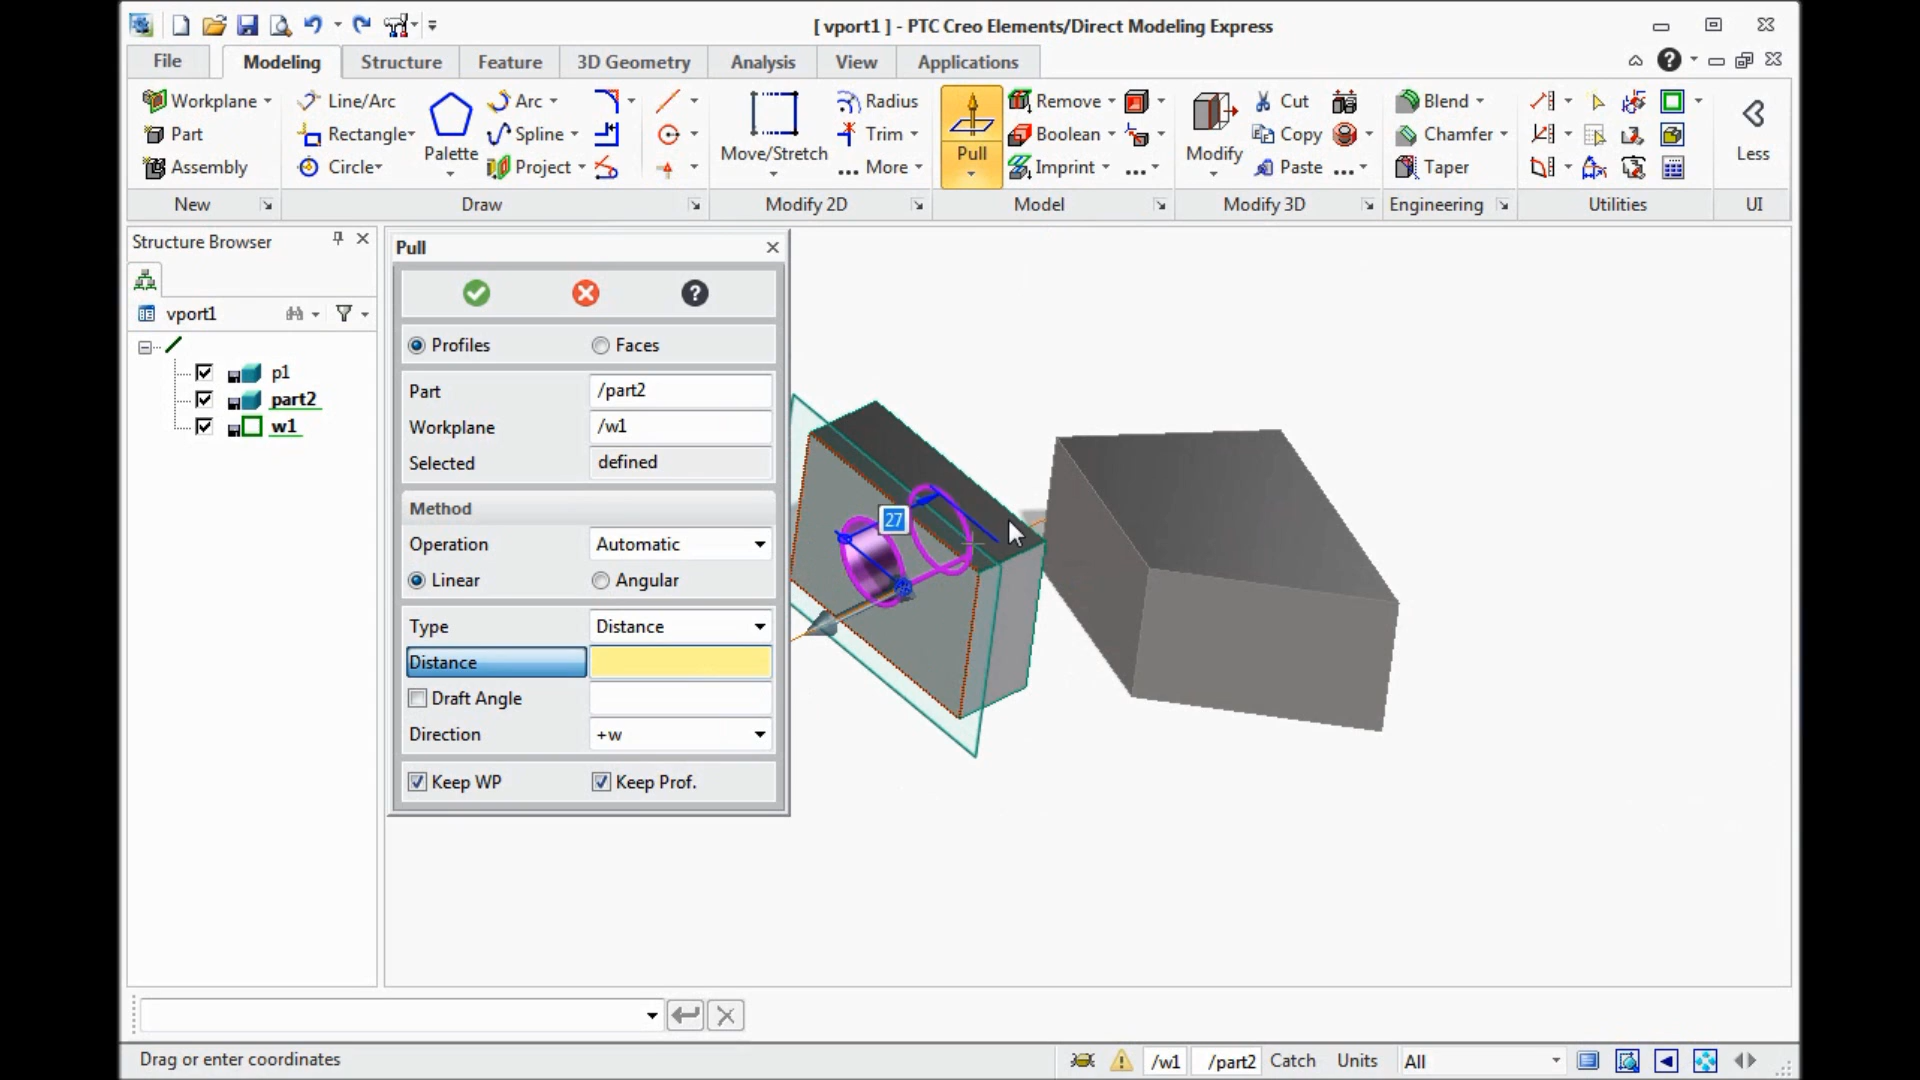 [ vport1 ] - PTC Creo Elements/Direct Modeling Express
File Modeling Structure Feature 3D Geometry Analysis View Applications
Workplane Line/Arc Arc Radius Remove Cut Blend
Part Rectangle Spline Trim Boolean Copy Chamfer
Palette Move/Stretch Pull Modify Less
Assembly Circle Project More Imprint Paste Taper
New Draw Modify 2D Model Modify 3D Engineering Utilities UI
Structure Browser
vport1
p1
part2
w1
Pull
Profiles Faces
Part /part2
Workplane /w1
Selected defined
Method
Operation Automatic
Linear Angular
Type Distance
Distance
Draft Angle
Direction +w
Keep WP Keep Prof.
27
Drag or enter coordinates /w1 /part2 Catch Units All